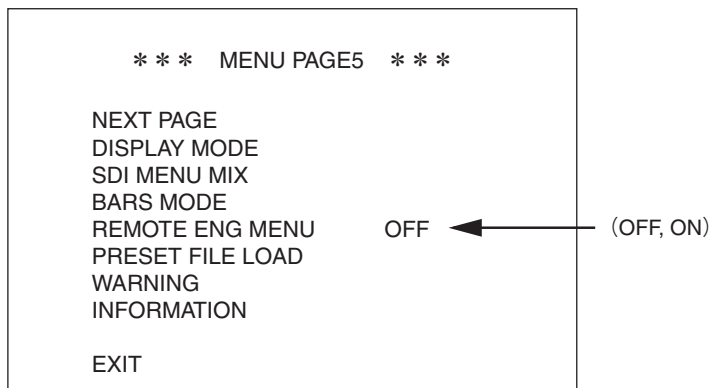 *** MENU PAGE5 ***
NEXT PAGE
DISPLAY MODE
SDI MENU MIX
BARS MODE
REMOTE ENG MENU OFF (OFF, ON)
PRESET FILE LOAD
WARNING
INFORMATION
EXIT